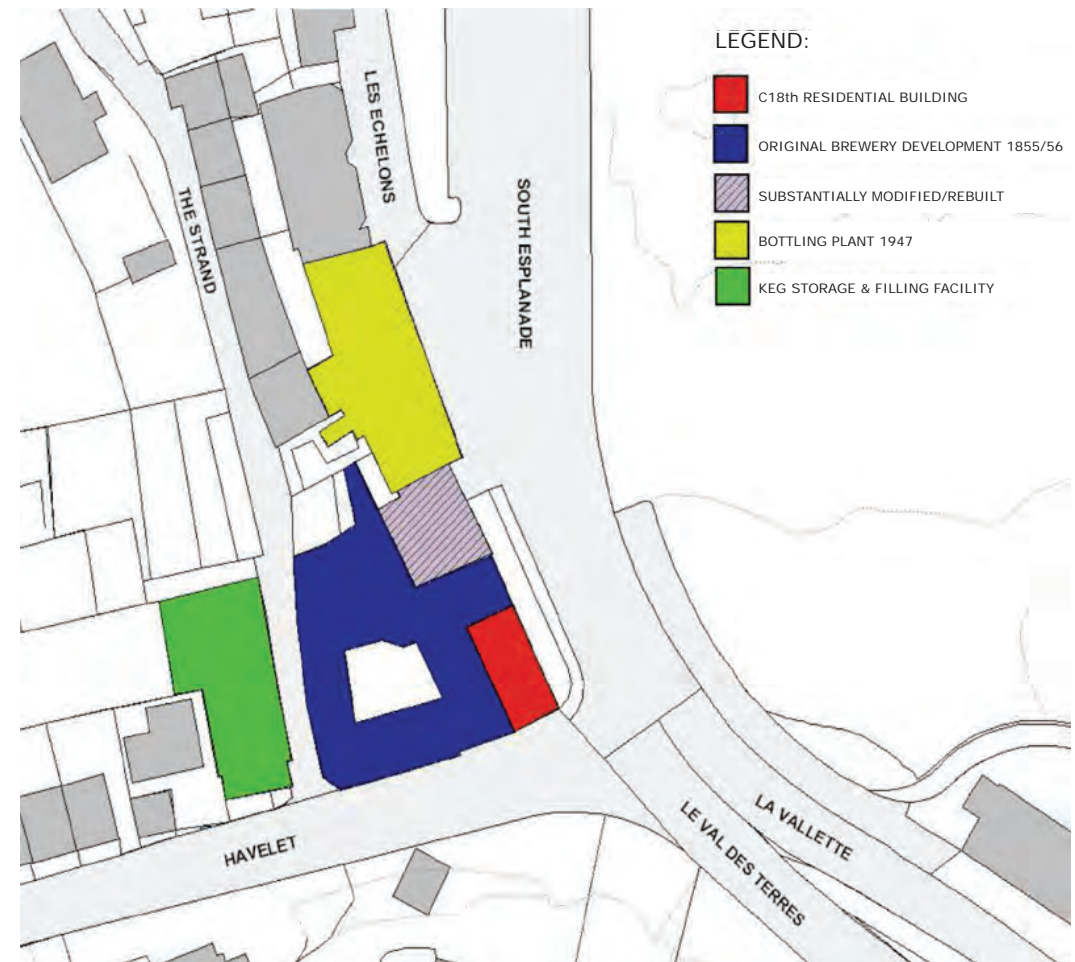 LEGEND:
C18th RESIDENTIAL BUILDING
ORIGINAL BREWERY DEVELOPMENT 1855/56
SUBSTANTIALLY MODIFIED/REBUILT
BOTTLING PLANT 1947
KEG STORAGE & FILLING FACILITY
LES ECHELONS
THE STRAND
SOUTH ESPLANADE
HAVELET
LA VALLETTE
LE VAL DES TERRES